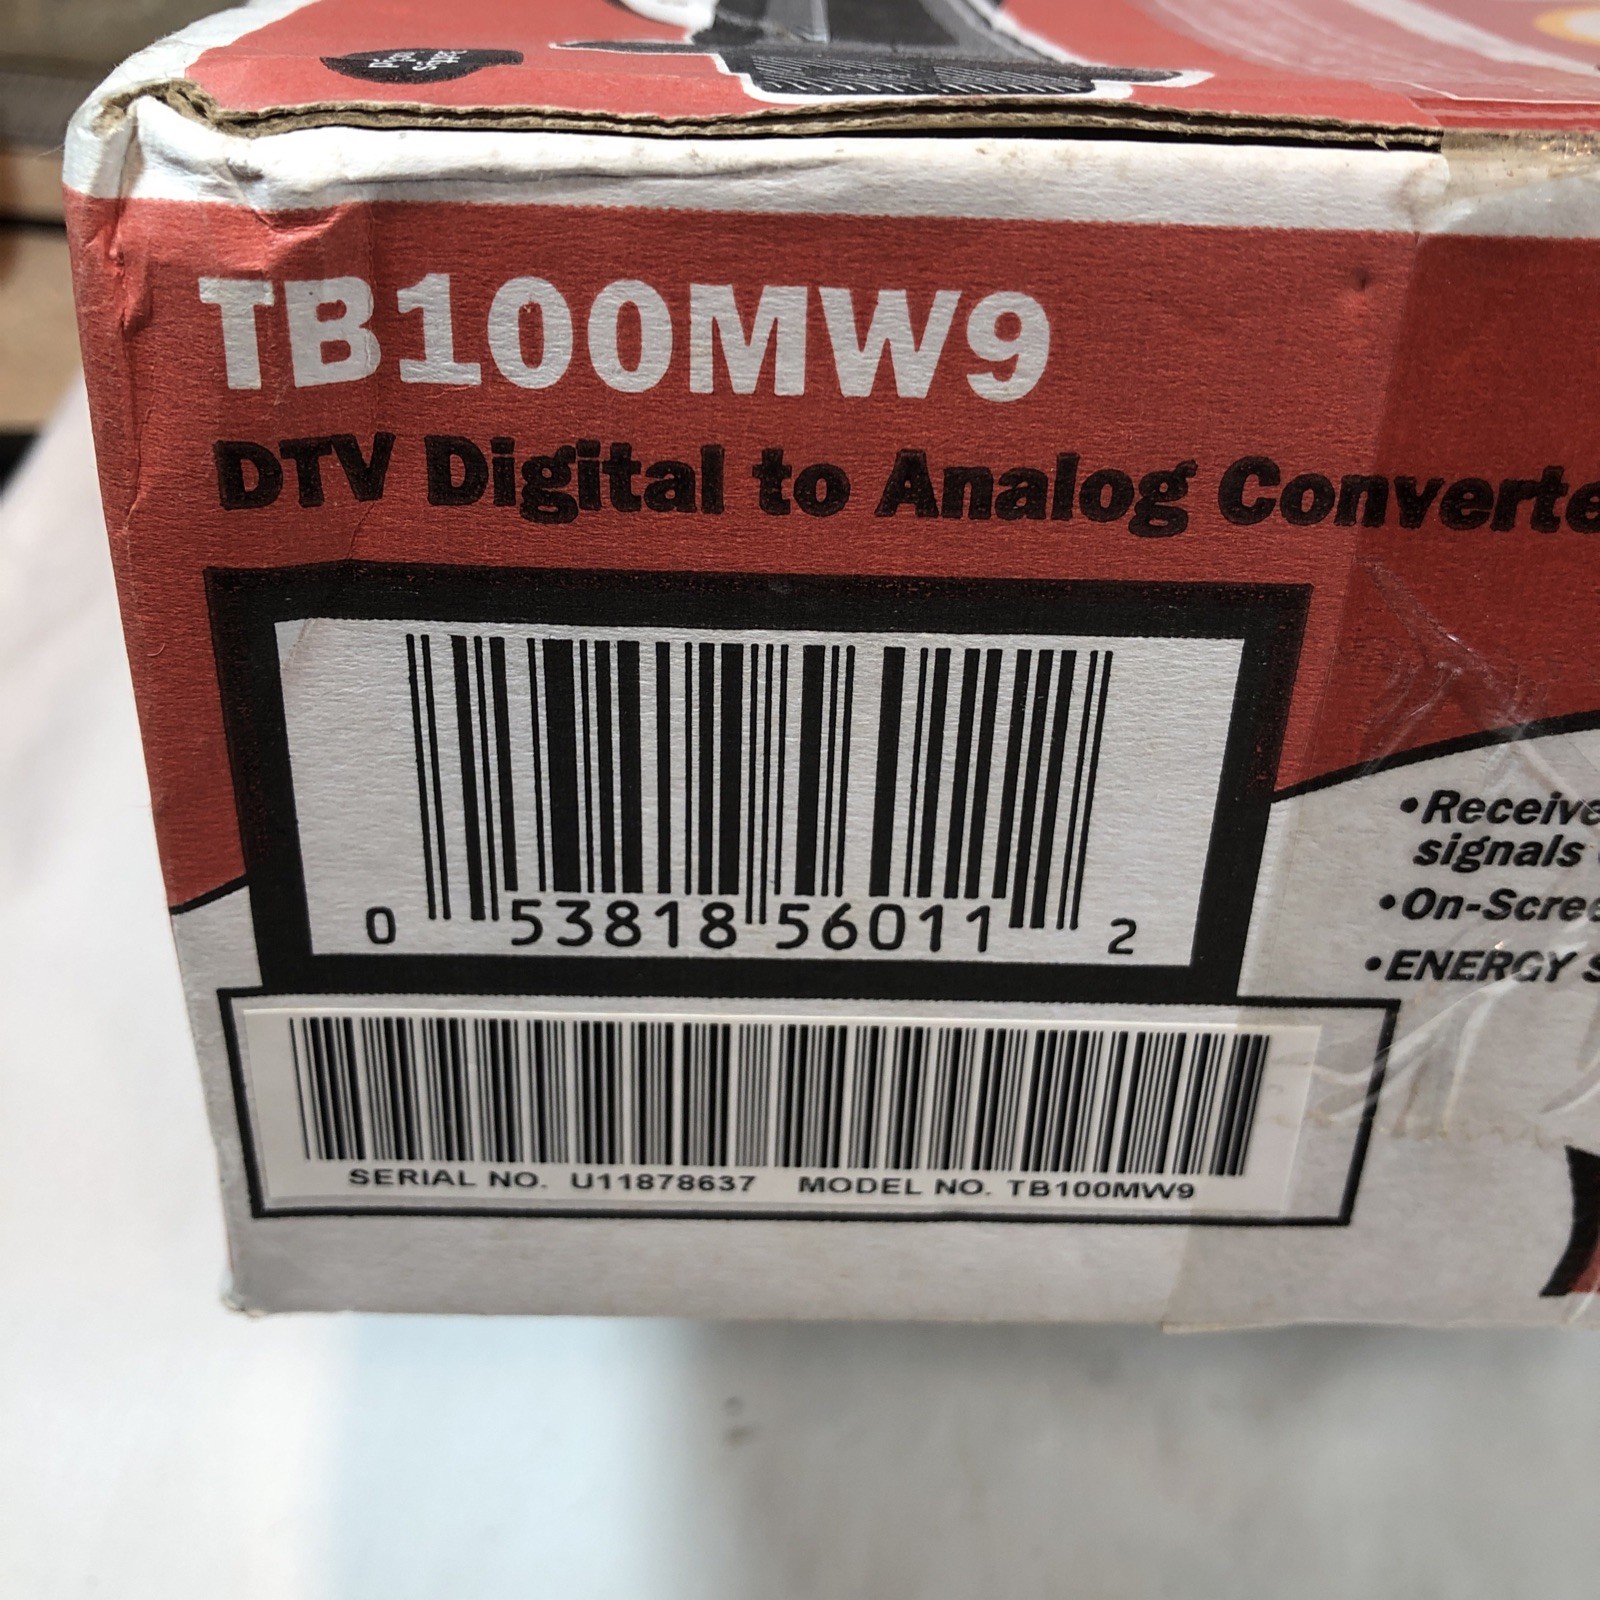 TB100MW9
DTV Digital to Analog Converte
•Receive
signals
•On-Scree
•ENERGY S
0 53818 56011 2
SERIAL NO. U11878637 MODEL NO. TB100MW9